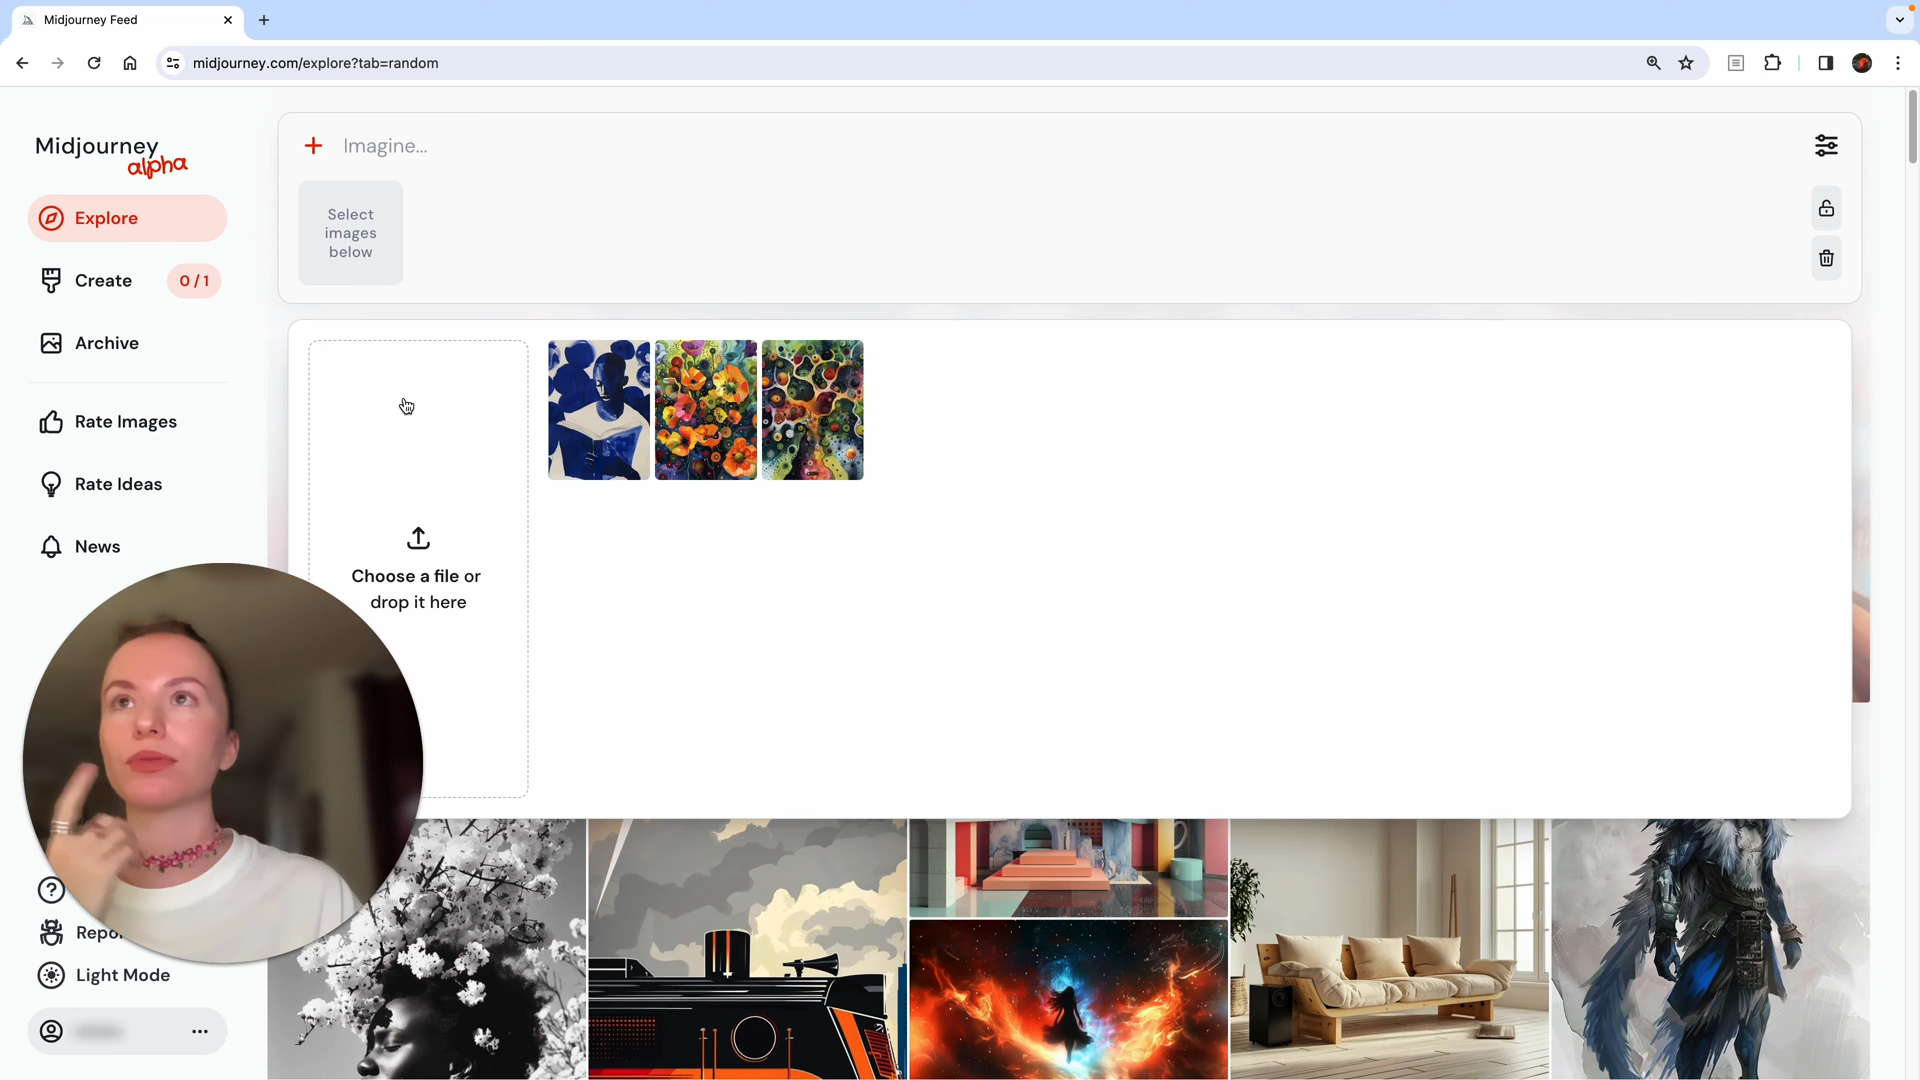 Midjourney Feed
midjourney.com/explore?tab=random
Midjourney
alpha
Imagine...
Select
images
below
Explore
Create
0 / 1
Archive
Rate Images
Rate Ideas
News
Choose a file or
drop it here
Light Mode